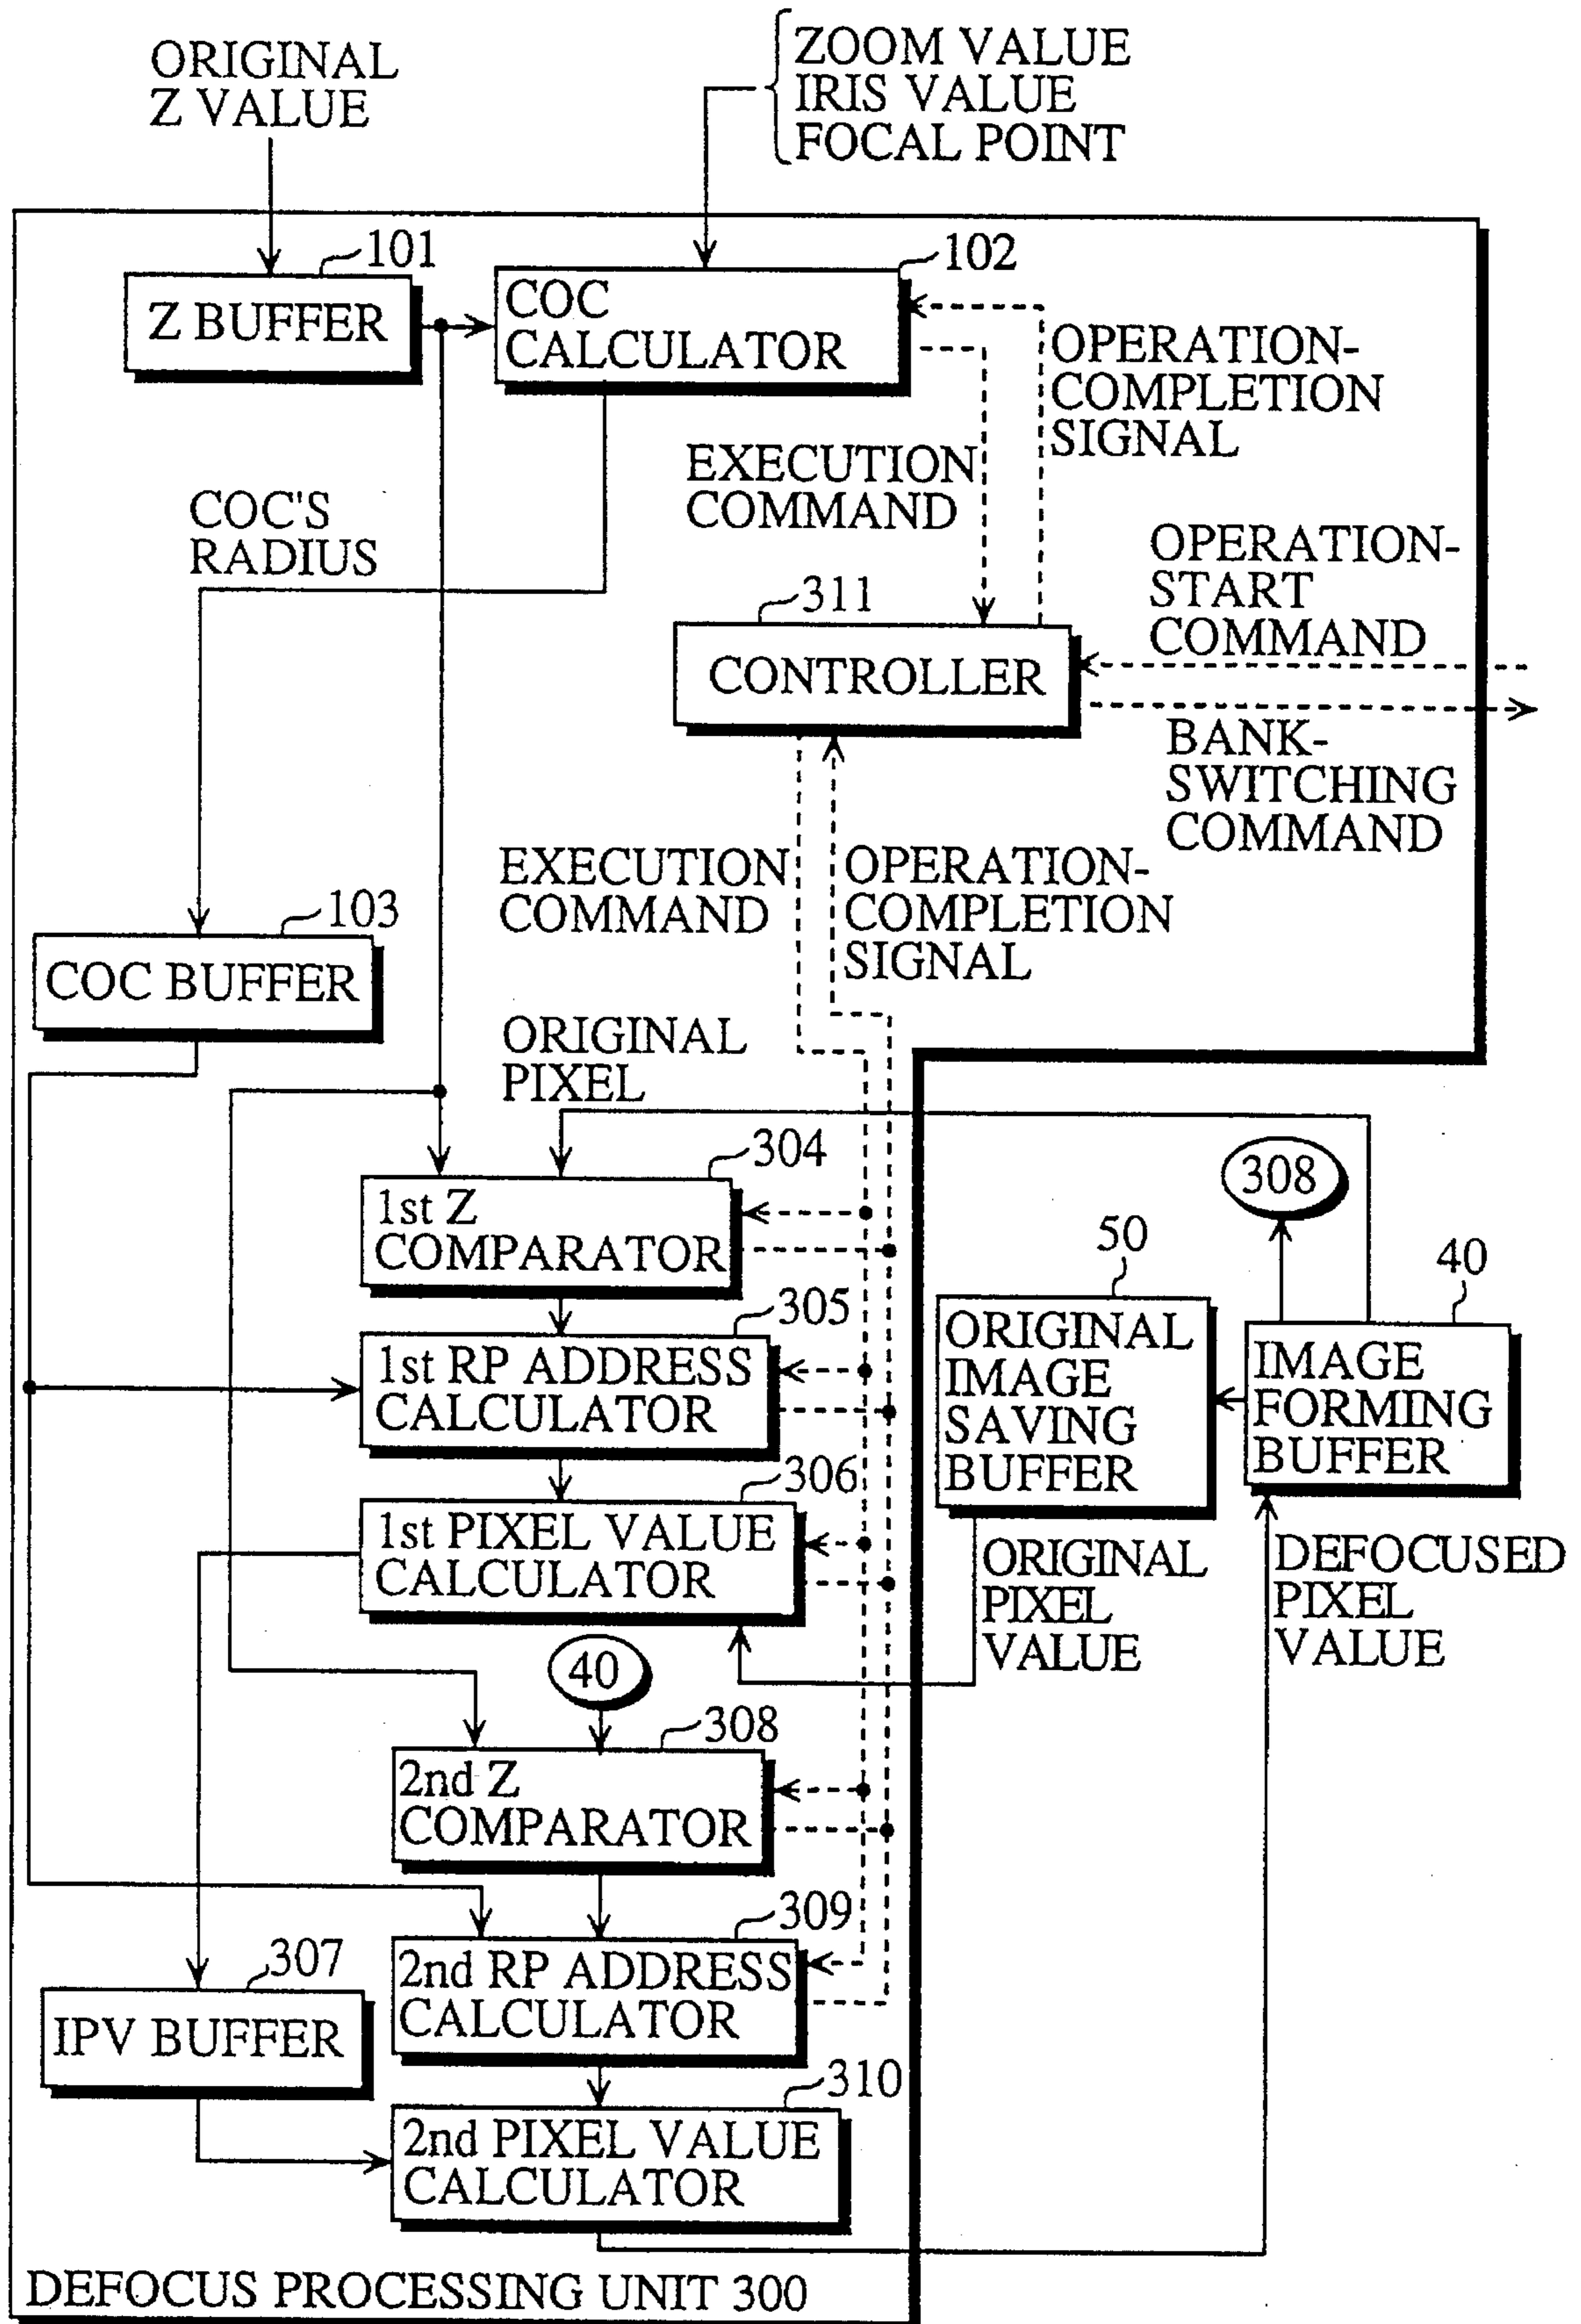 ORIGINAL
Z VALUE
ZOOM VALUE
IRIS VALUE
FOCAL POINT
101
Z BUFFER
102
COC
CALCULATOR
OPERATION-
COMPLETION
SIGNAL
EXECUTION
COMMAND
COC'S
RADIUS
OPERATION-
START
COMMAND
311
CONTROLLER
BANK-
SWITCHING
COMMAND
EXECUTION
COMMAND
OPERATION-
COMPLETION
SIGNAL
103
COC BUFFER
ORIGINAL
PIXEL
304
1st Z
COMPARATOR
308
50
ORIGINAL
IMAGE
SAVING
BUFFER
40
IMAGE
FORMING
BUFFER
305
1st RP ADDRESS
CALCULATOR
306
1st PIXEL VALUE
CALCULATOR
ORIGINAL
PIXEL
VALUE
DEFOCUSED
PIXEL
VALUE
40
308
2nd Z
COMPARATOR
309
2nd RP ADDRESS
CALCULATOR
307
IPV BUFFER
310
2nd PIXEL VALUE
CALCULATOR
DEFOCUS PROCESSING UNIT 300